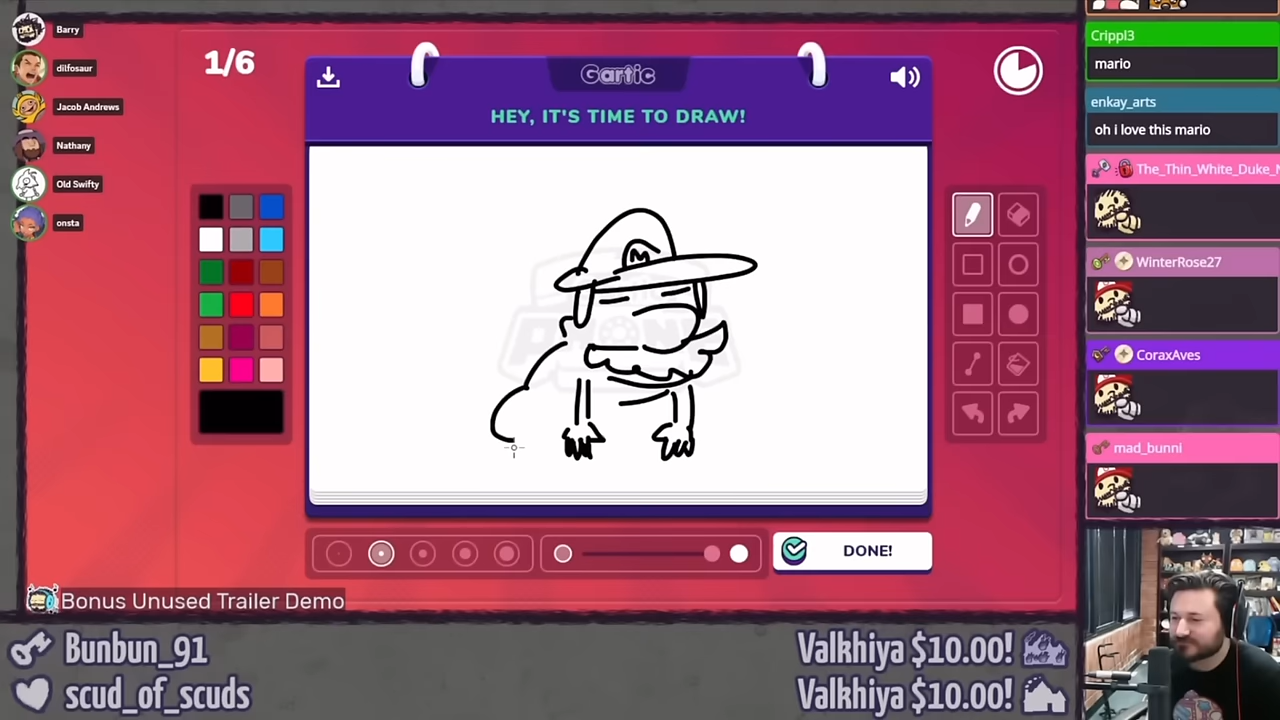 Barry
dilfosaur
Jacob Andrews
Nathany
Old Swifty
onsta
1/6
Gartic
HEY, IT'S TIME TO DRAW!
M
DONE!
Bonus Unused Trailer Demo
Crippl3
mario
enkay_arts
oh i love this mario
The_Thin_White_Duke_
WinterRose27
CoraxAves
mad_bunni
Bunbun_91
scud_of_scuds
Valkhiya $10.00!
Valkhiya $10.00!